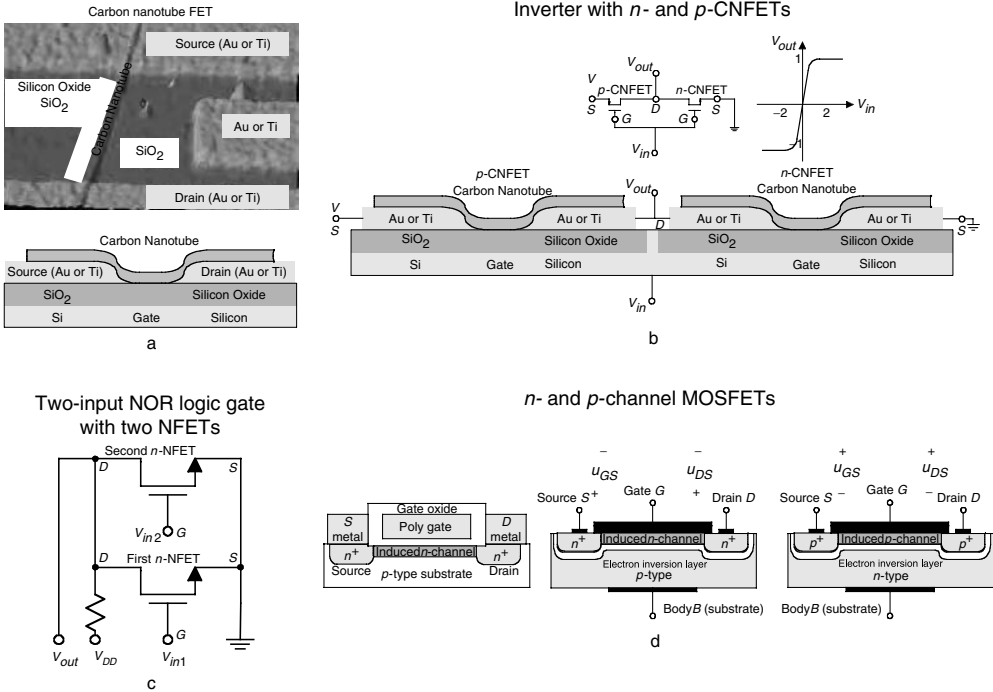 Carbon nanotube FET
Source (Au or Ti)
Silicon Oxide
SiO2
Carbon Nanotube
Au or Ti
SiO2
Drain (Au or Ti)
Carbon Nanotube
Source (Au or Ti)
Drain (Au or Ti)
SiO2
Silicon Oxide
Si
Gate
Silicon
a
Inverter with n- and p-CNFETs
Vout
V
p-CNFET
n-CNFET
S
D
S
G
G
Vin
Vout
1
Vin
−2
2
−1
p-CNFET
Carbon Nanotube
Vout
n-CNFET
Carbon Nanotube
V
S
Au or Ti
Au or Ti
D
Au or Ti
Au or Ti
S
SiO2
Silicon Oxide
SiO2
Silicon Oxide
Si
Gate
Silicon
Si
Gate
Silicon
Vin
b
Two-input NOR logic gate
with two NFETs
Second n-NFET
D
S
Vin2
G
First n-NFET
D
S
G
Vout
VDD
Vin1
c
n- and p-channel MOSFETs
Gate oxide
S
metal
Poly gate
D
metal
n+
Induced n-channel
n+
Source
Drain
p-type substrate
−
−
uGS
uDS
+
+
Source S
Gate G
Drain D
n+
Induced n-channel
n+
Electron inversion layer
p-type
Body B (substrate)
+
+
uGS
uDS
−
−
Source S
Gate G
Drain D
p+
Induced p-channel
p+
Electron inversion layer
n-type
Body B (substrate)
d